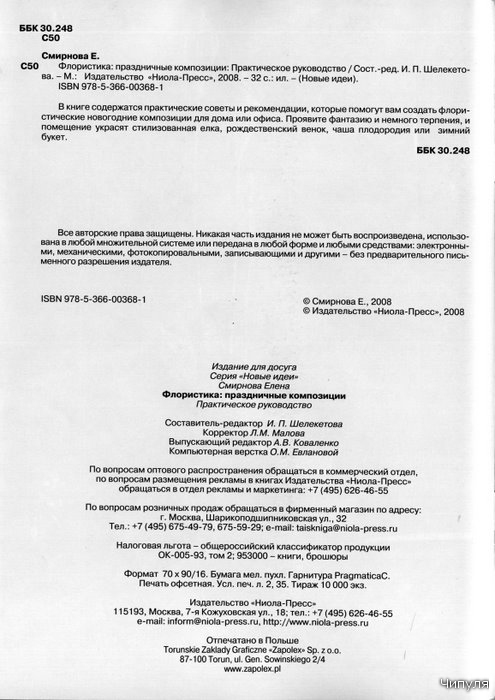 ББК 30.248
С50
Смирнова Е.
С50 Флористика: праздничные композиции: Практическое руководство / Сост.-ред. И. П. Шелекето-
ва. – М.: Издательство «Ниола-Пресс», 2008. – 32 с.: ил. – (Новые идеи).
ISBN 978-5-366-00368-1
В книге содержатся практические советы и рекомендации, которые помогут вам создать флори-
стические новогодние композиции для дома или офиса. Проявите фантазию и немного терпения, и
помещение украсят стилизованная елка, рождественский венок, чаша плодородия или зимний
букет.
ББК 30.248
Все авторские права защищены. Никакая часть издания не может быть воспроизведена, использо-
вана в любой множительной системе или передана в любой форме и любыми средствами: электронны-
ми, механическими, фотокопировальными, записывающими и другими – без предварительного пись-
менного разрешения издателя.
ISBN 978-5-366-00368-1
© Смирнова Е., 2008
© Издательство «Ниола-Пресс», 2008
Издание для досуга
Серия «Новые идеи»
Смирнова Елена
Флористика: праздничные композиции
Практическое руководство
Составитель-редактор И. П. Шелекетова
Корректор Л.М. Малова
Выпускающий редактор А.В. Коваленко
Компьютерная верстка О.М. Евлановой
По вопросам оптового распространения обращаться в коммерческий отдел,
по вопросам размещения рекламы в книгах Издательства «Ниола-Пресс»
обращаться в отдел рекламы и маркетинга: +7 (495) 626-46-55
По вопросам розничных продаж обращаться в фирменный магазин по адресу:
г. Москва, Шарикоподшипниковская ул., 32
Тел.: +7 (495) 675-49-79, 675-59-29; e-mail: taiskniga@niola-press.ru
Налоговая льгота – общероссийский классификатор продукции
ОК-005-93, том 2; 953000 – книги, брошюры
Формат 70 х 90/16. Бумага мел. пухл. Гарнитура PragmaticaC.
Печать офсетная. Усл. печ. л. 2, 35. Тираж 10 000 экз.
Издательство «Ниола-Пресс»
115193, Москва, 7-я Кожуховская ул., 18; тел.: +7 (495) 626-46-55
e-mail: inform@niola-press.ru, http://www.niola-press.ru
Отпечатано в Польше
Torunskie Zaklady Graficzne «Zapolex» Sp. z o.o.
87-100 Torun, ul. Gen. Sowinskiego 2/4
www.zapolex.pl
Чипуля